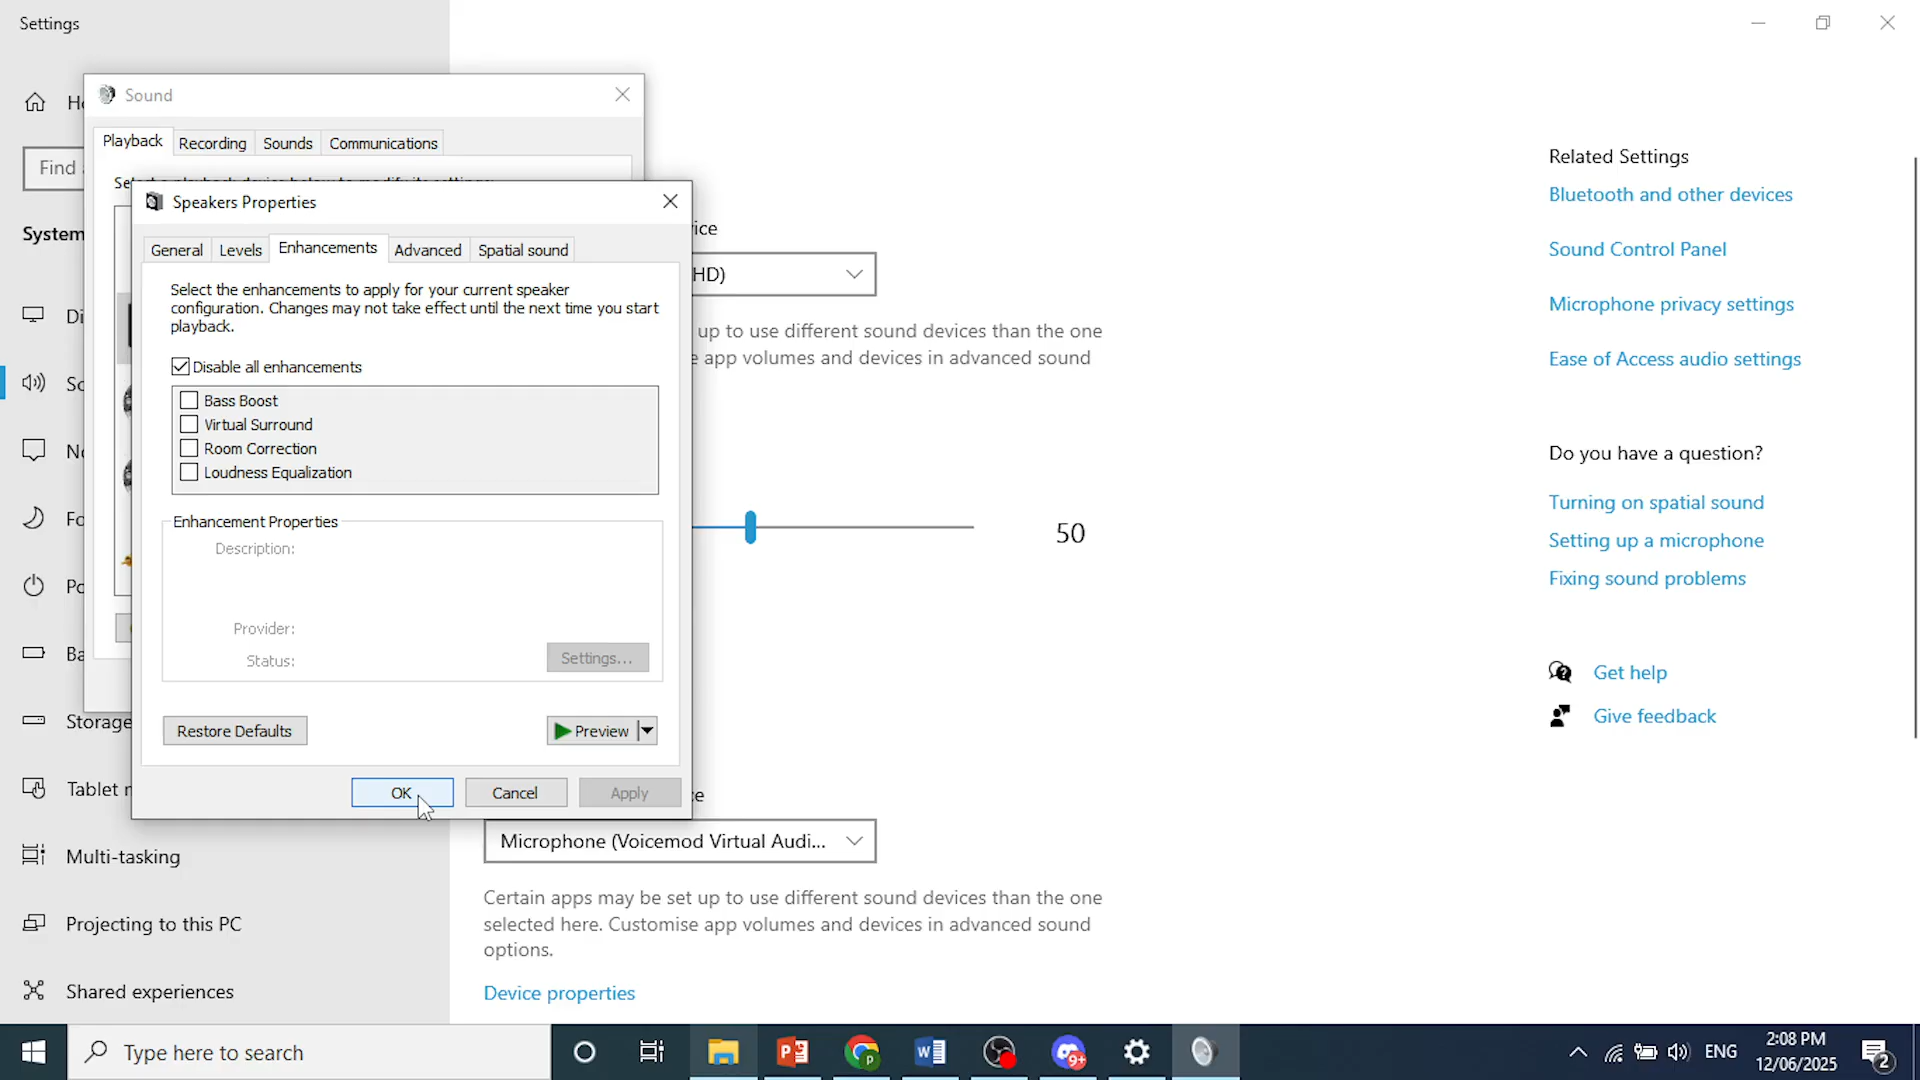 Settings
Sound
Playback
Recording
Sounds
Communications
Find
System
Speakers Properties
General
Levels
Enhancements
Advanced
Spatial sound
Select the enhancements to apply for your current speaker
configuration. Changes may not take effect until the next time you start
playback.
Disable all enhancements
Bass Boost
Virtual Surround
Room Correction
Loudness Equalization
Enhancement Properties
Description:
Provider:
Status:
Settings...
Restore Defaults
Preview
OK
Cancel
Apply
HD)
up to use different sound devices than the one
app volumes and devices in advanced sound
50
Storage
Tablet
Multi-tasking
Projecting to this PC
Shared experiences
Microphone (Voicemod Virtual Audi...
Certain apps may be set up to use different sound devices than the one
selected here. Customise app volumes and devices in advanced sound
options.
Device properties
Related Settings
Bluetooth and other devices
Sound Control Panel
Microphone privacy settings
Ease of Access audio settings
Do you have a question?
Turning on spatial sound
Setting up a microphone
Fixing sound problems
Get help
Give feedback
Type here to search
9+
ENG
2:08 PM
12/06/2025
2